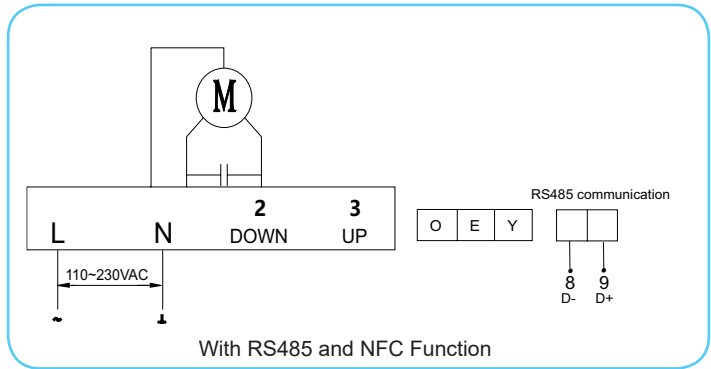 M
2 3
L N DOWN UP
O E Y
RS485 communication
110~230VAC
8 9
D- D+
~
With RS485 and NFC Function